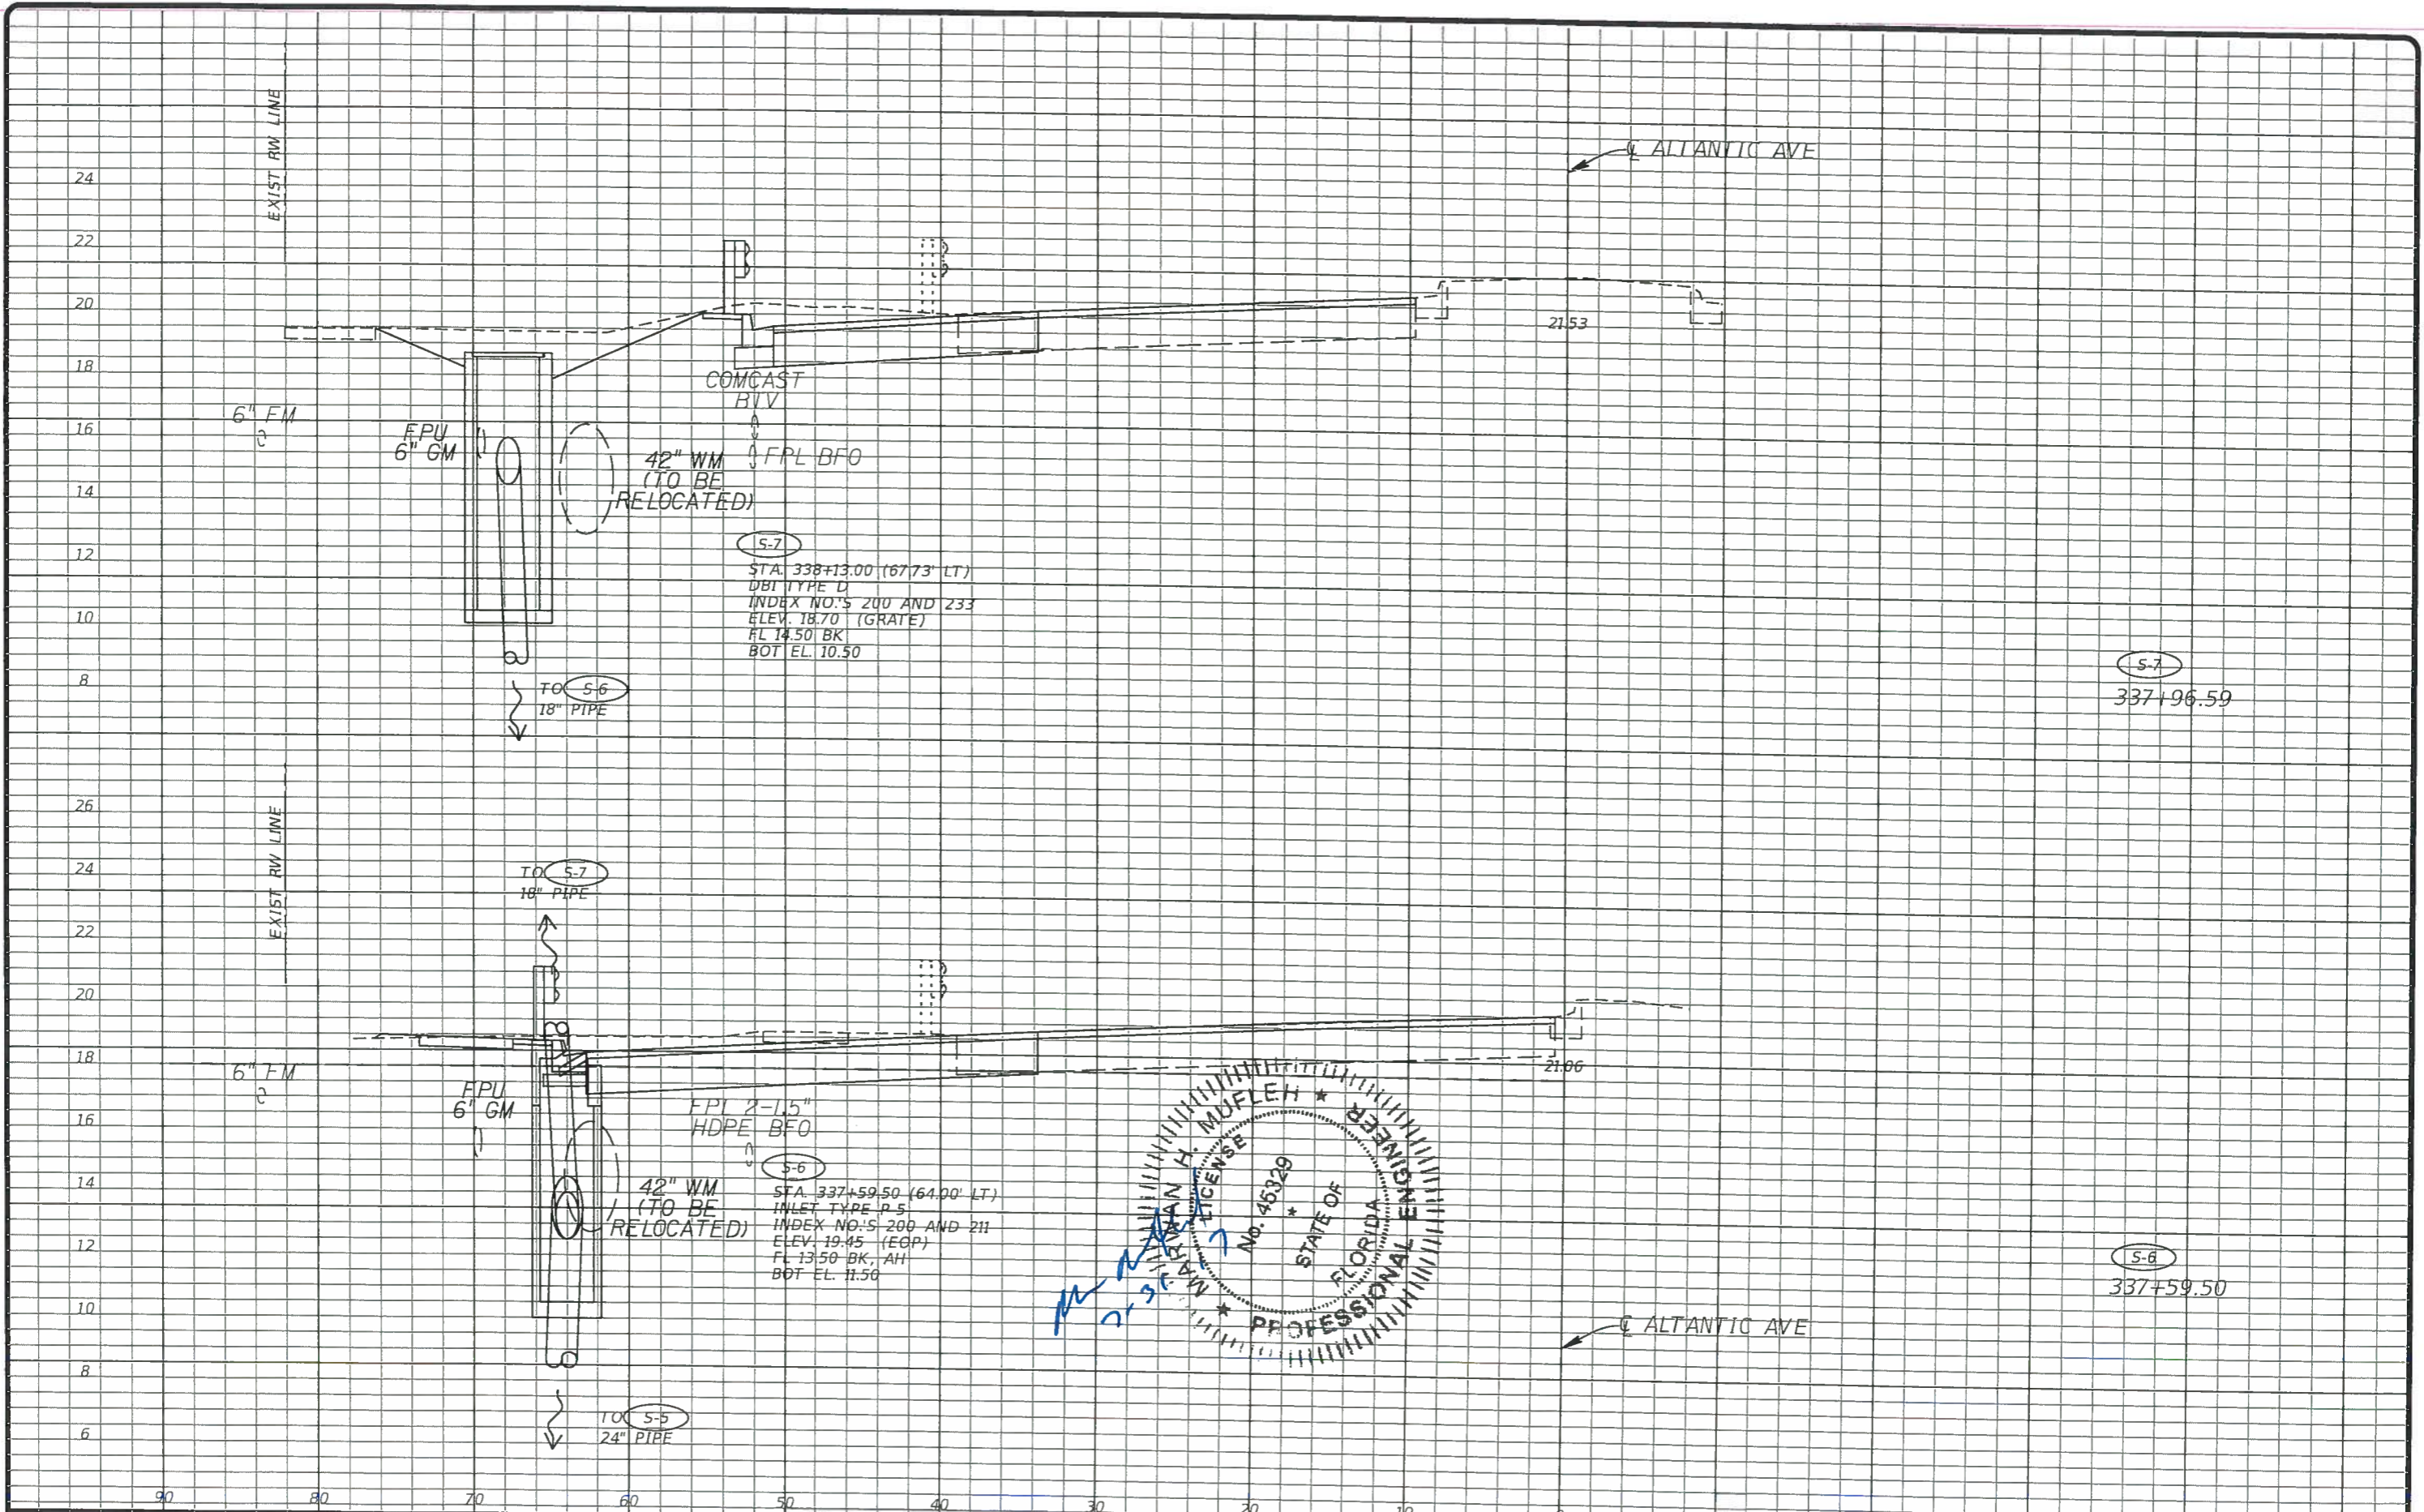 EXIST RW LINE
℄ ALTANTIC AVE
24
22
20
18
16
14
12
10
8
21.53
COMCAST
BTV
6" FM
FPU
6" GM
42" WM
(TO BE
RELOCATED)
FPL BFO
S-7
STA. 338+13.00 (67.73' LT)
DBI TYPE D
INDEX NO.'S 200 AND 233
ELEV. 18.70 (GRATE)
FL 14.50 BK
BOT EL. 10.50
TO S-6
18" PIPE
S-7
337+96.59
EXIST RW LINE
26
24
22
20
18
16
14
12
10
8
6
TO S-7
18" PIPE
6" FM
FPU
6" GM
FPL 2-1.5"
HDPE BFO
21.06
42" WM
(TO BE
RELOCATED)
S-6
STA. 337+59.50 (64.00' LT)
INLET TYPE P-5
INDEX NO.'S 200 AND 211
ELEV. 19.45 (EOP)
FL 13.50 BK, AH
BOT EL. 11.50
MARWAN H. MUFLEH
LICENSE
No. 45329
STATE OF
FLORIDA
PROFESSIONAL ENGINEER
S-6
337+59.50
℄ ALTANTIC AVE
TO S-5
24" PIPE
90 80 70 60 50 40 30 20 10